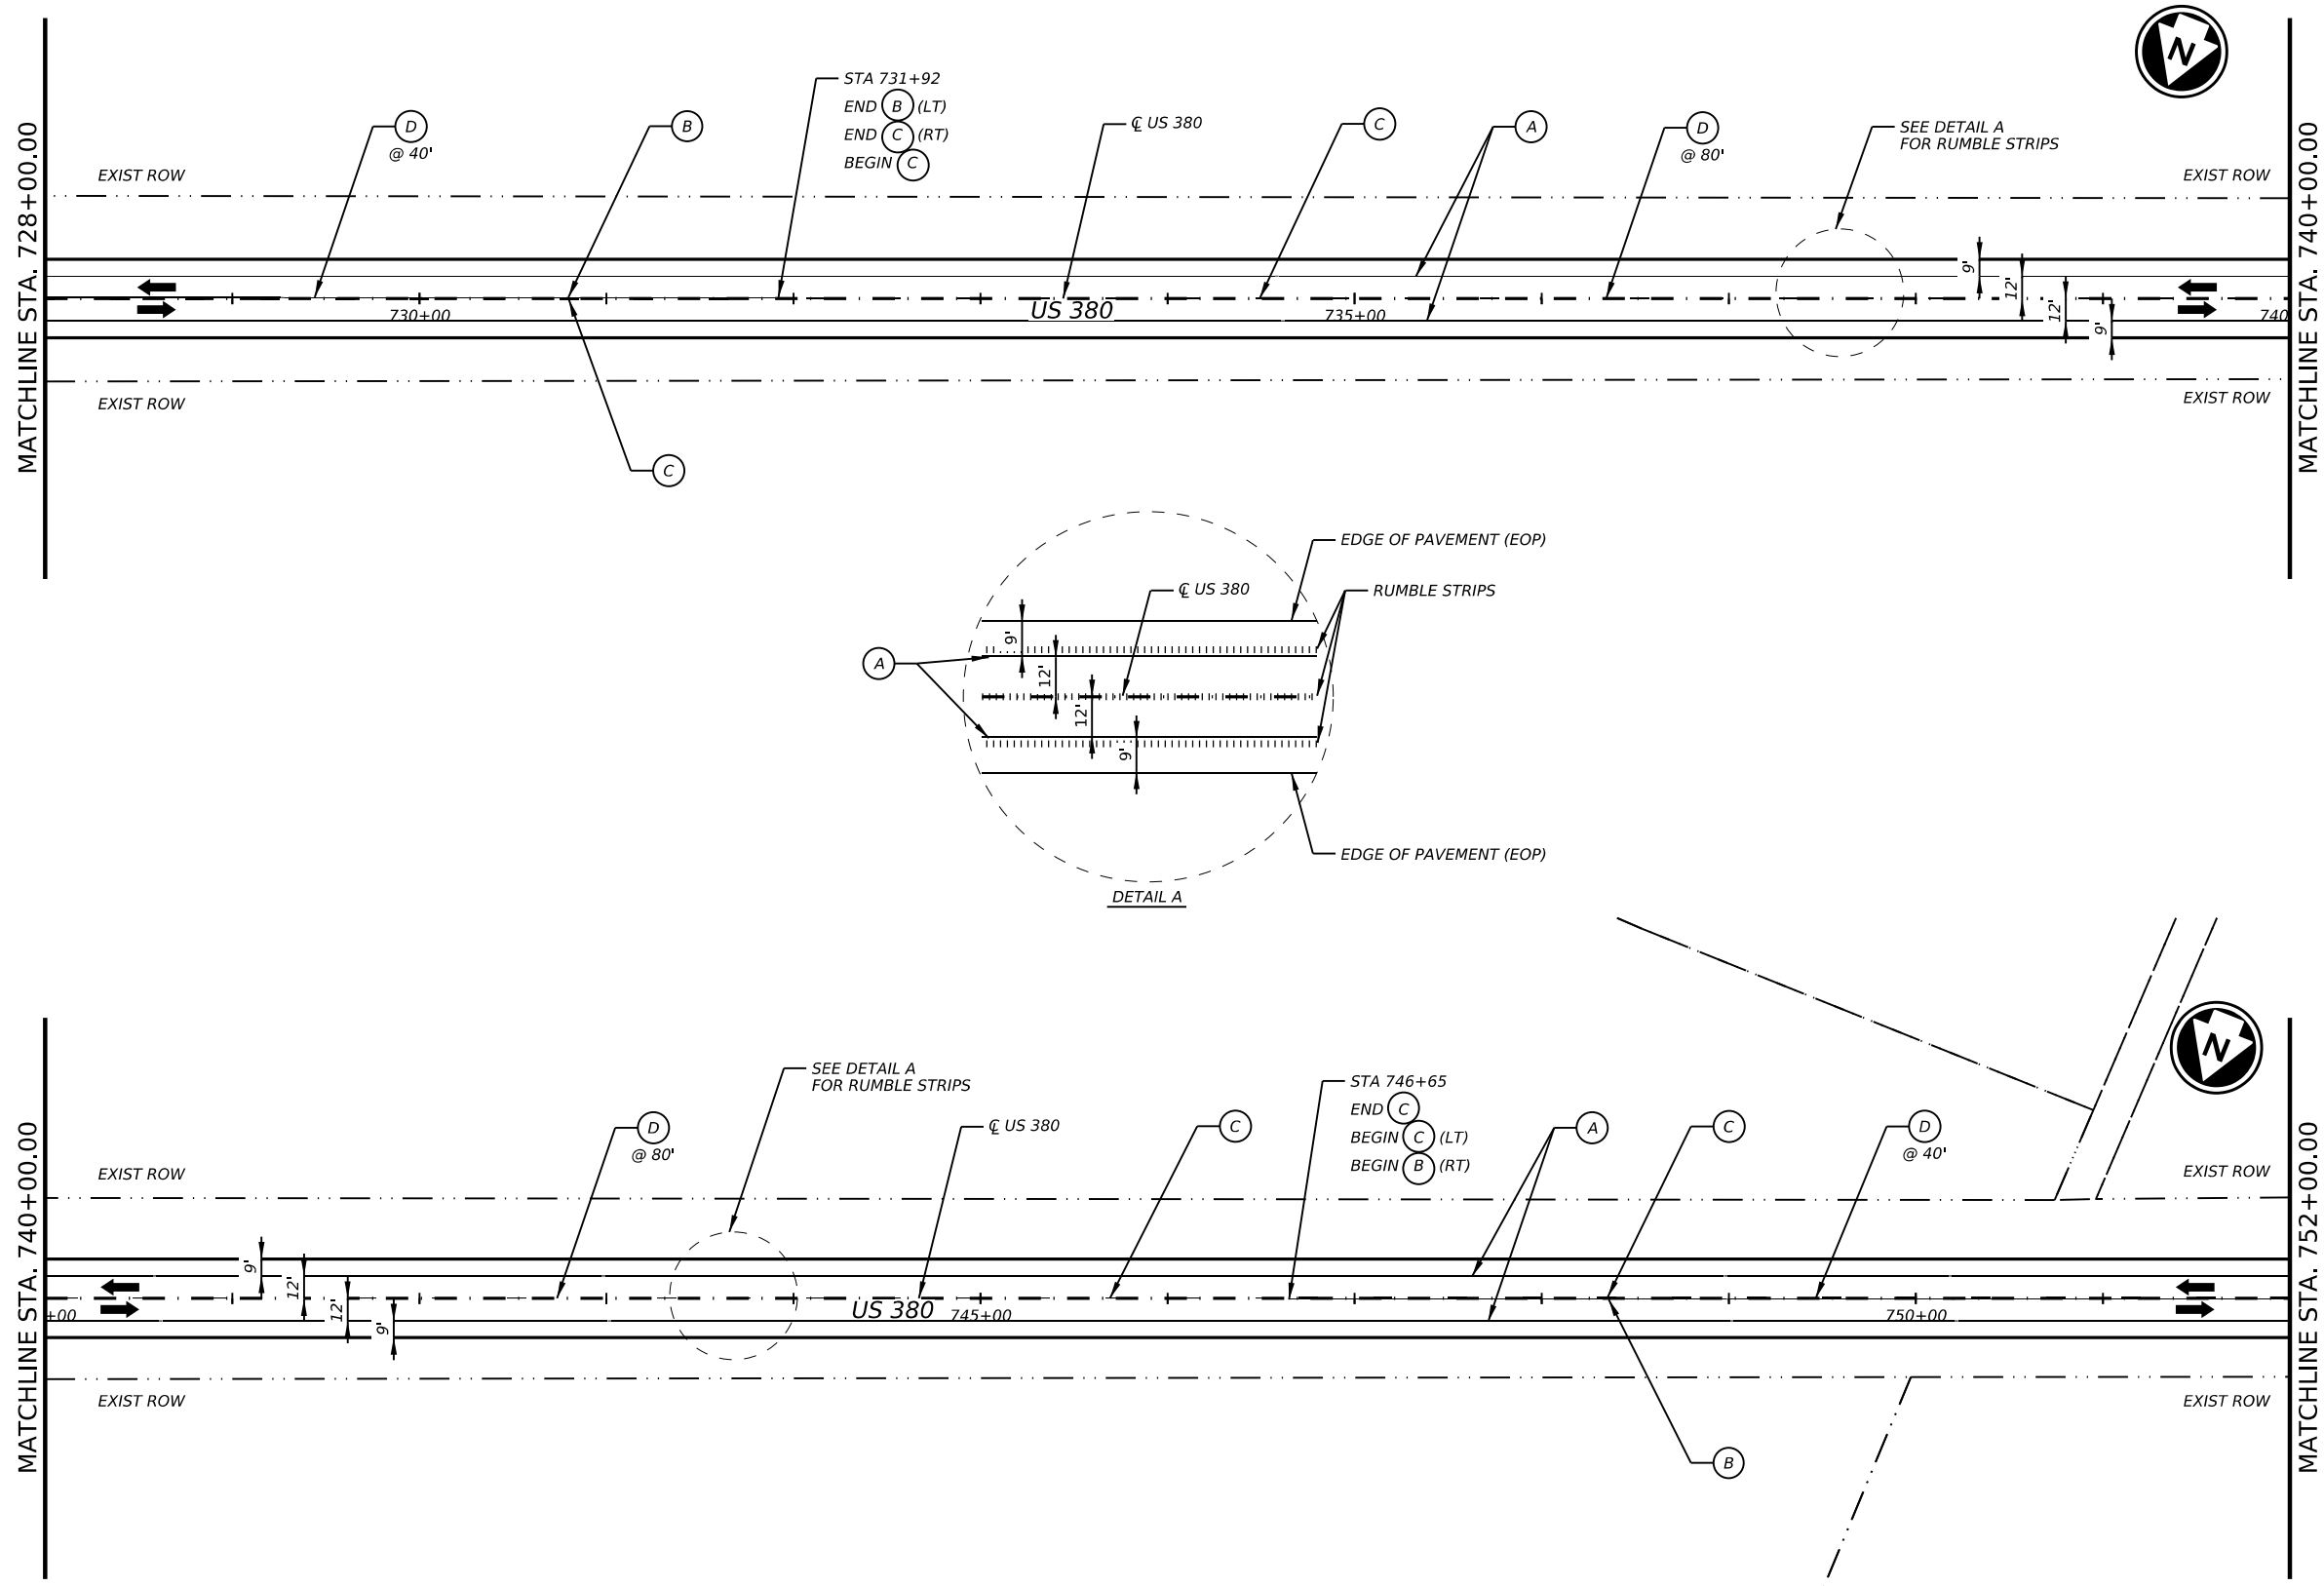 N
STA 731+92
END B (LT)
END C (RT)
BEGIN C
D
@ 40'
B
℄ US 380
C
A
D
@ 80'
SEE DETAIL A
FOR RUMBLE STRIPS
EXIST ROW
EXIST ROW
MATCHLINE STA. 728+00.00
MATCHLINE STA. 740+00.00
9'
12'
12'
9'
730+00
US 380
735+00
740
EXIST ROW
EXIST ROW
C
EDGE OF PAVEMENT (EOP)
℄ US 380
RUMBLE STRIPS
A
9'
12'
12'
9'
EDGE OF PAVEMENT (EOP)
DETAIL A
N
SEE DETAIL A
FOR RUMBLE STRIPS
D
@ 80'
℄ US 380
C
STA 746+65
END C
BEGIN C (LT)
BEGIN B (RT)
A
C
D
@ 40'
EXIST ROW
EXIST ROW
MATCHLINE STA. 740+00.00
MATCHLINE STA. 752+00.00
9'
12'
12'
9'
+00
US 380
745+00
750+00
EXIST ROW
EXIST ROW
B